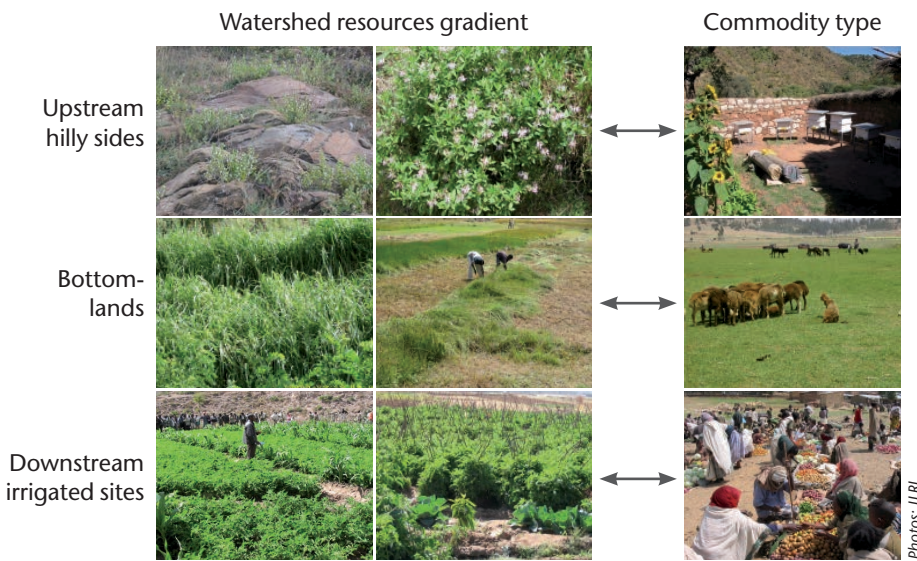 Watershed resources gradient
Commodity type
Upstream
hilly sides
Bottom-
lands
Downstream
irrigated sites
Photos: ILRI